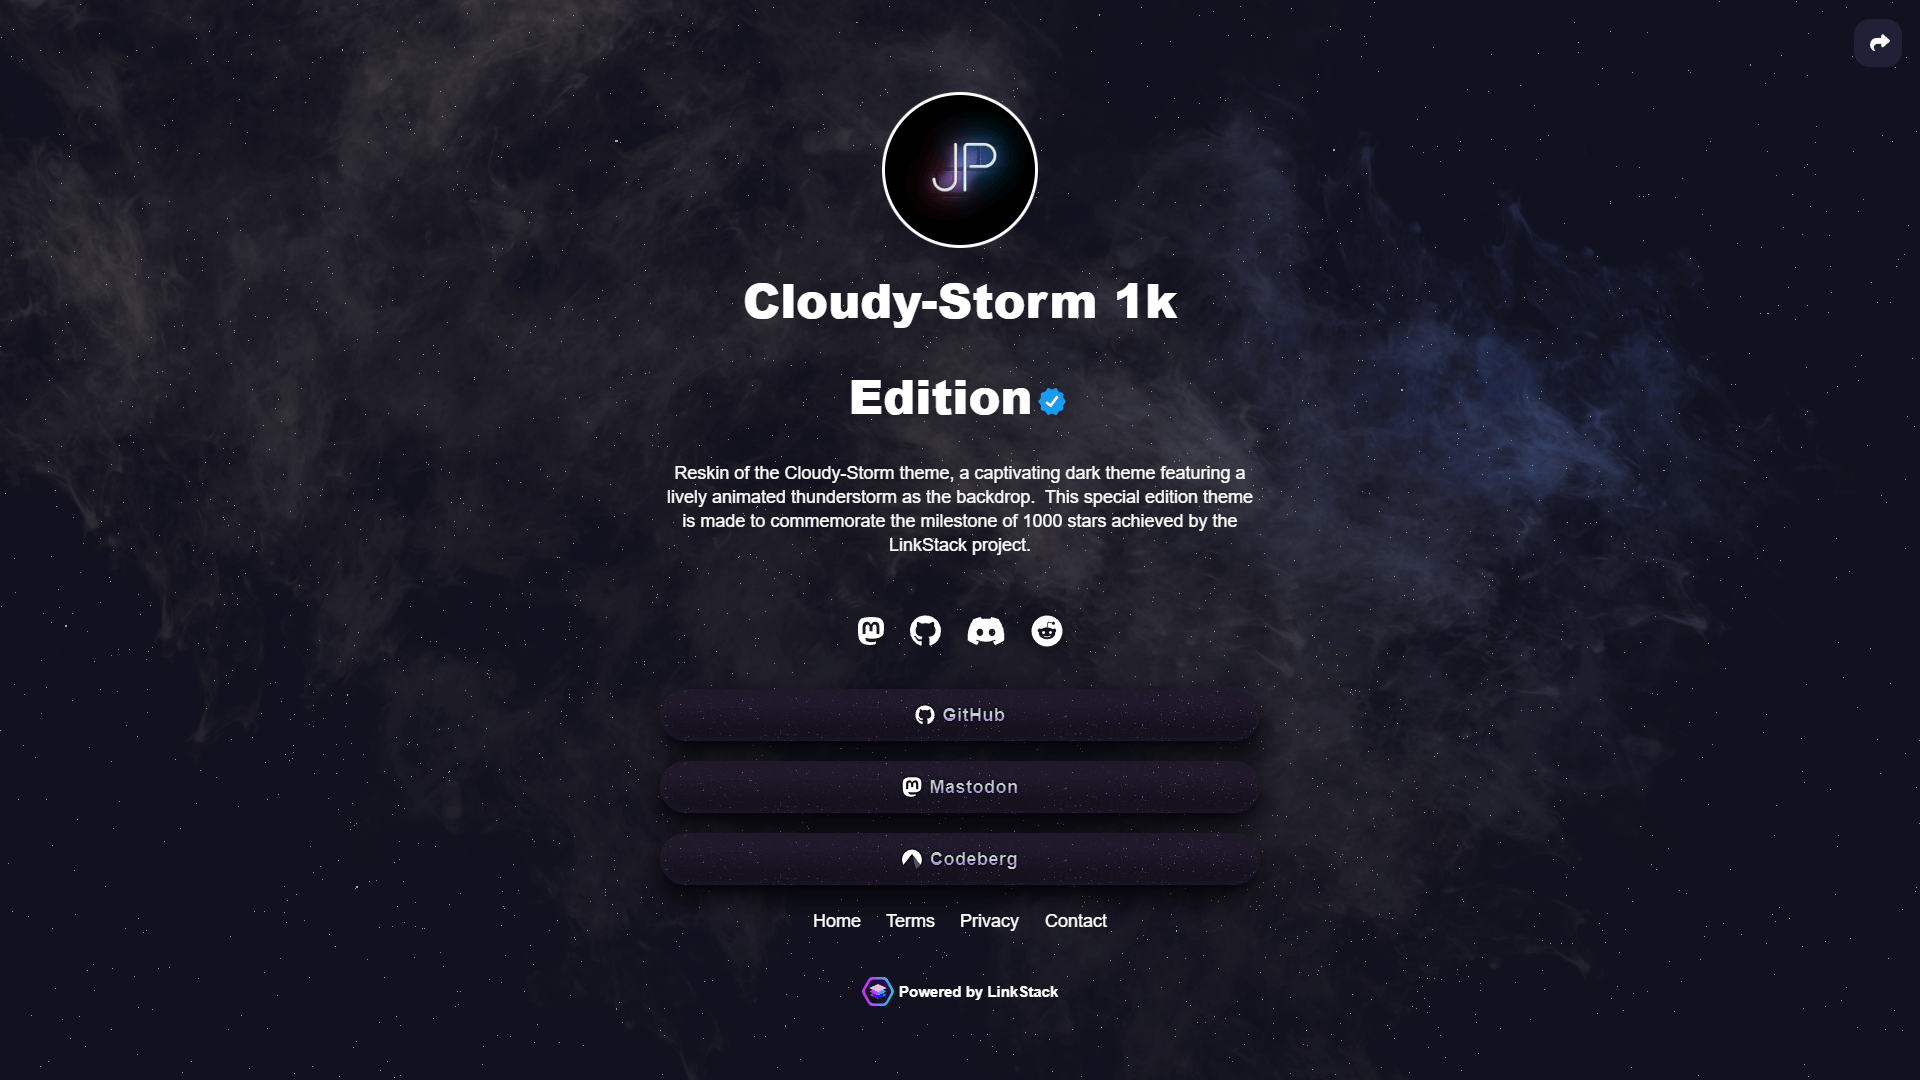 JP
Cloudy-Storm 1k
Edition
Reskin of the Cloudy-Storm theme, a captivating dark theme featuring a
lively animated thunderstorm as the backdrop.  This special edition theme
is made to commemorate the milestone of 1000 stars achieved by the
LinkStack project.
GitHub
Mastodon
Codeberg
Home Terms Privacy Contact
Powered by LinkStack